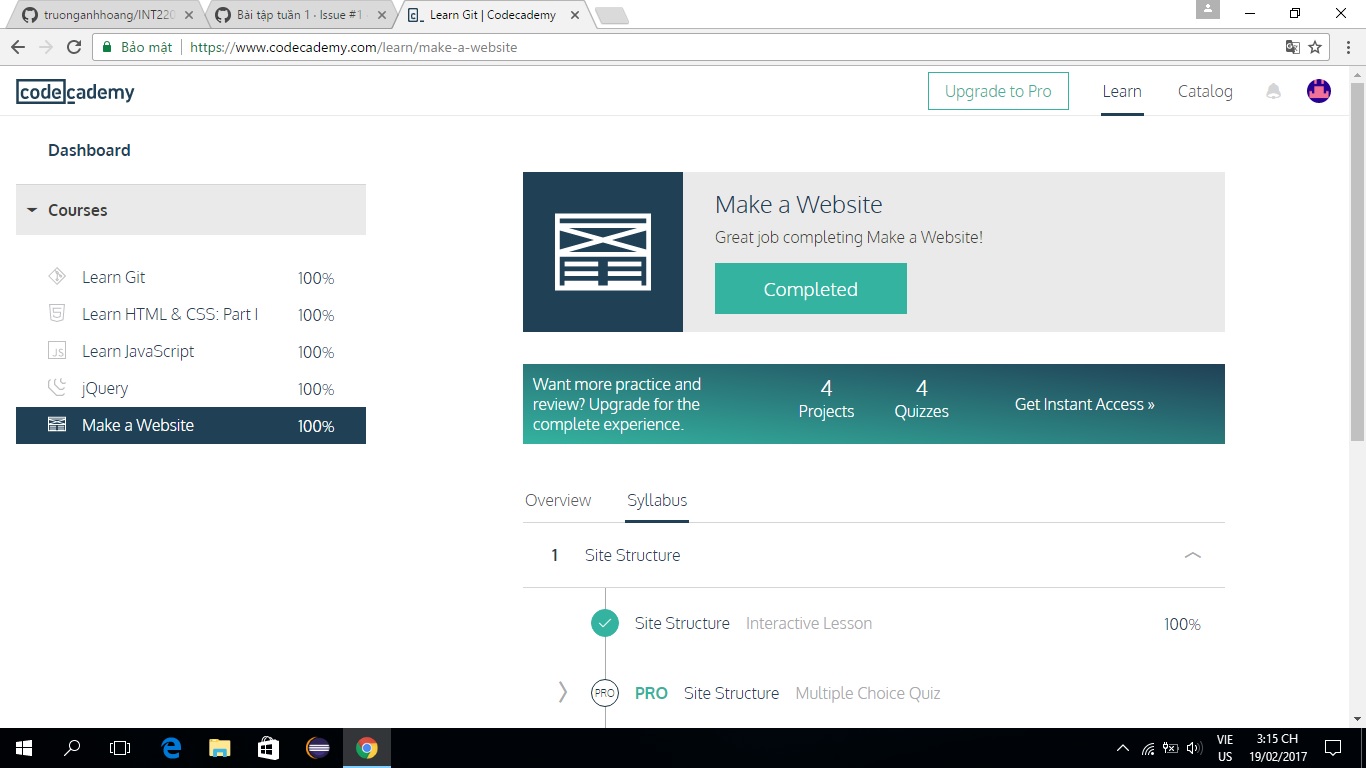 truonganhhoang/INT220
Bài tập tuần 1 · Issue #1
Learn Git | Codecademy
Bảo mật https://www.codecademy.com/learn/make-a-website
codecademy
Upgrade to Pro
Learn
Catalog
Dashboard
Courses
Learn Git 100%
Learn HTML & CSS: Part I 100%
JS Learn JavaScript 100%
jQuery 100%
Make a Website 100%
Make a Website
Great job completing Make a Website!
Completed
Want more practice and
review? Upgrade for the
complete experience.
4
Projects
4
Quizzes
Get Instant Access »
Overview
Syllabus
1 Site Structure
Site Structure Interactive Lesson 100%
PRO PRO Site Structure Multiple Choice Quiz
VIE
US
3:15 CH
19/02/2017